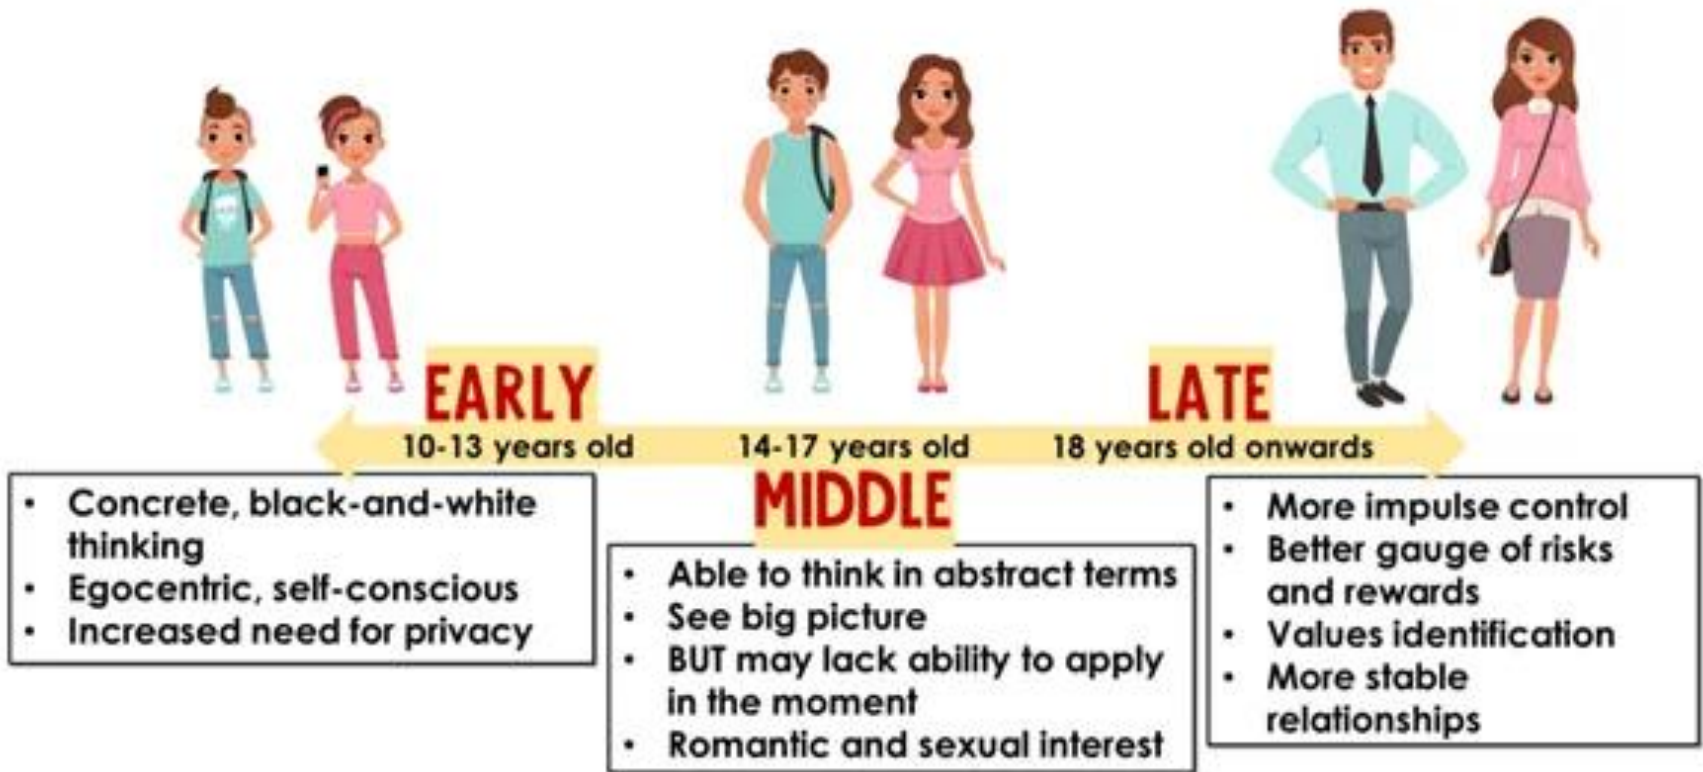 EARLY
10-13 years old
• Concrete, black-and-white
thinking
• Egocentric, self-conscious
• Increased need for privacy
14-17 years old
MIDDLE
• Able to think in abstract terms
• See big picture
• BUT may lack ability to apply
in the moment
• Romantic and sexual interest
LATE
18 years old onwards
• More impulse control
• Better gauge of risks
and rewards
• Values identification
• More stable
relationships